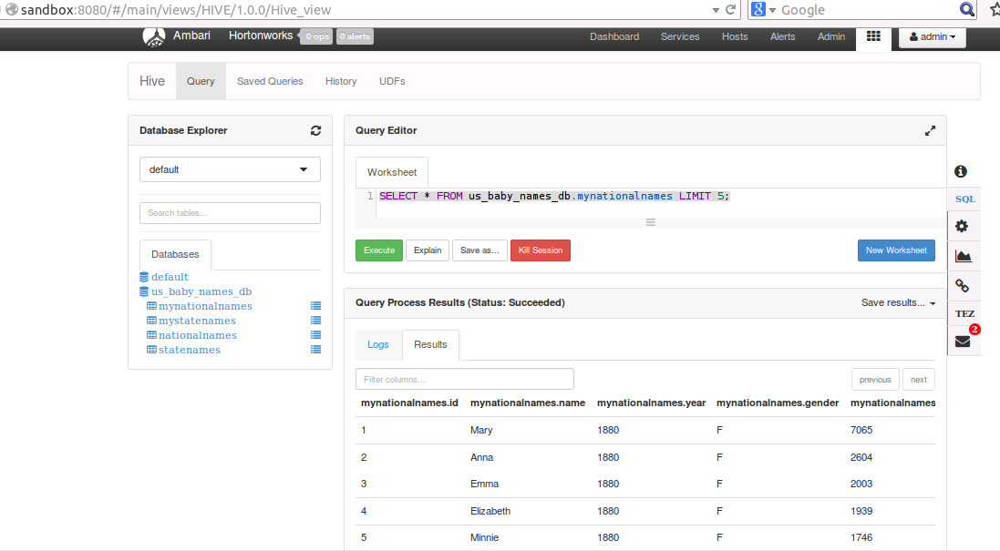 sandbox:8080/#/main/views/HIVE/1.0.0/Hive_view
8 Google
Ambari Hortonworks 0 ops 0 alerts Dashboard Services Hosts Alerts Admin admin
Hive Query Saved Queries History UDFs
Database Explorer
default
Search tables...
Databases
default
us_baby_names_db
mynationalnames
mystatenames
nationalnames
statenames
Query Editor
Worksheet
1 SELECT * FROM us_baby_names_db.mynationalnames LIMIT 5;
Execute Explain Save as... Kill Session New Worksheet
Query Process Results (Status: Succeeded) Save results...
Logs Results
Filter columns... previous next
mynationalnames.id mynationalnames.name mynationalnames.year mynationalnames.gender mynationalnames
1 Mary 1880 F 7065
2 Anna 1880 F 2604
3 Emma 1880 F 2003
4 Elizabeth 1880 F 1939
5 Minnie 1880 F 1746
SQL
TEZ
2